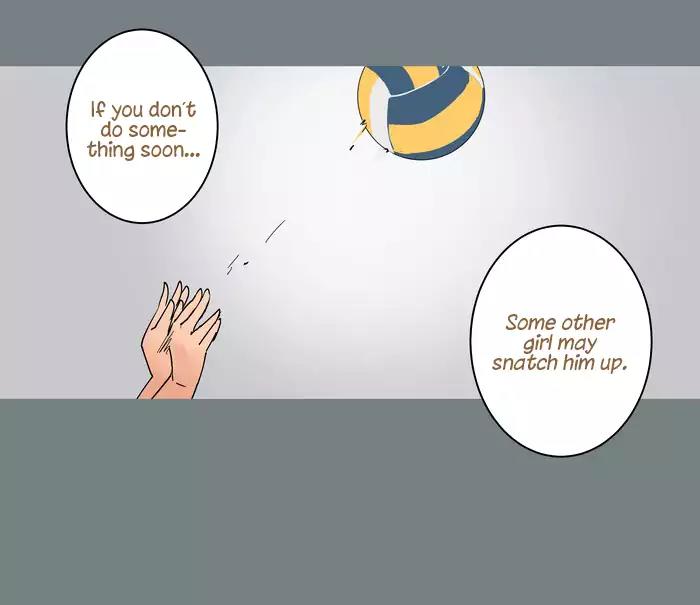 If you don't
do some-
thing soon...
Some other
girl may
snatch him up.